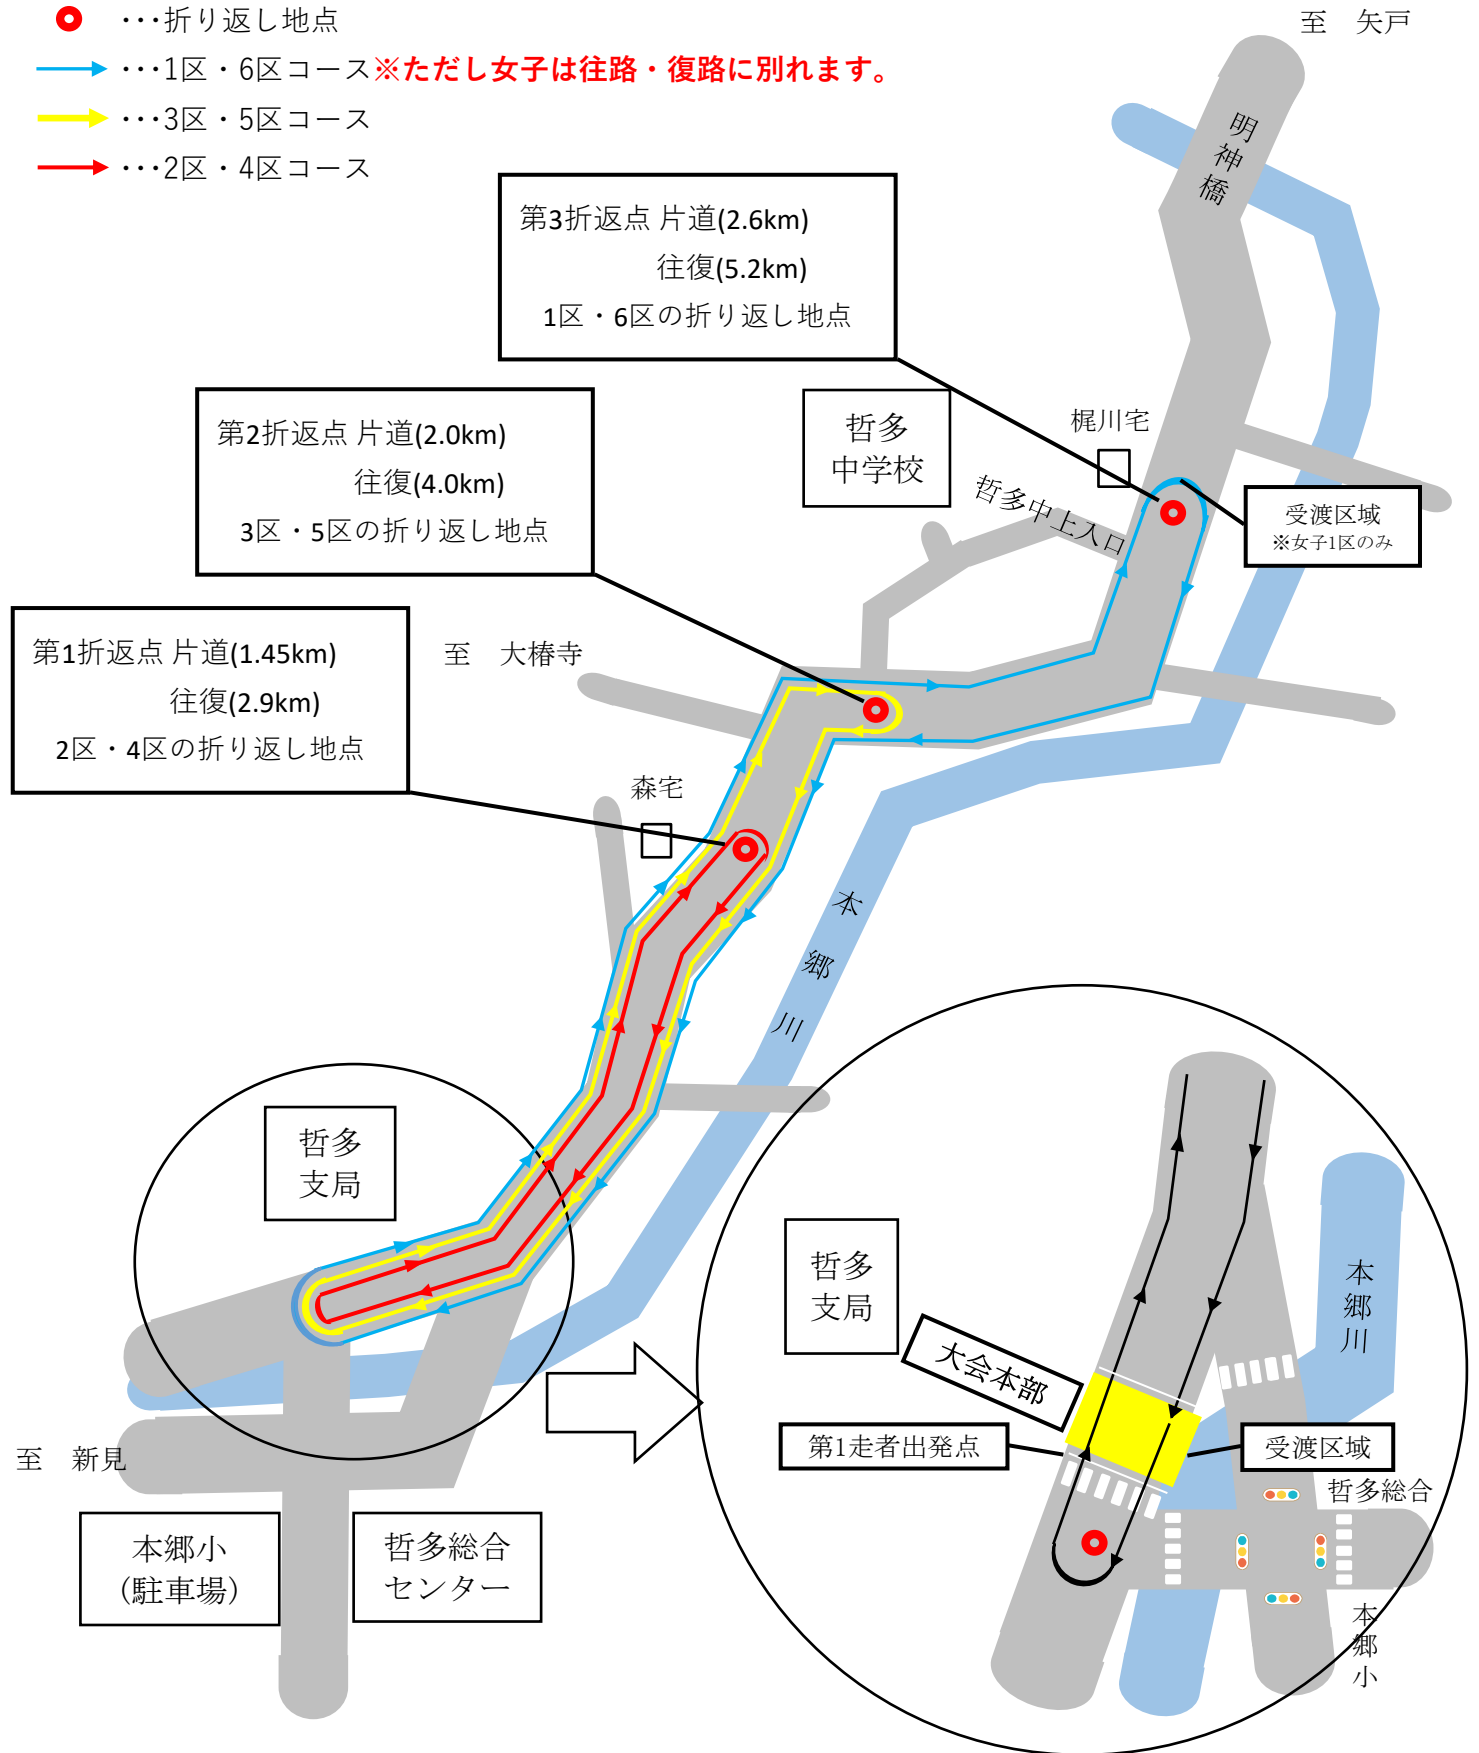 ･･･折り返し地点
･･･1区・6区コース※ただし女子は往路・復路に別れます。
･･･3区・5区コース
･･･2区・4区コース
至　矢戸
明神橋
第3折返点 片道(2.6km)
往復(5.2km)
1区・6区の折り返し地点
第2折返点 片道(2.0km)
往復(4.0km)
3区・5区の折り返し地点
哲多
中学校
梶川宅
哲多中上入口
受渡区域
※女子1区のみ
第1折返点 片道(1.45km)
往復(2.9km)
2区・4区の折り返し地点
至　大椿寺
森宅
本郷川
哲多
支局
哲多
支局
本郷川
大会本部
第1走者出発点
受渡区域
至　新見
哲多総合
本郷小
(駐車場)
哲多総合
センター
本郷小